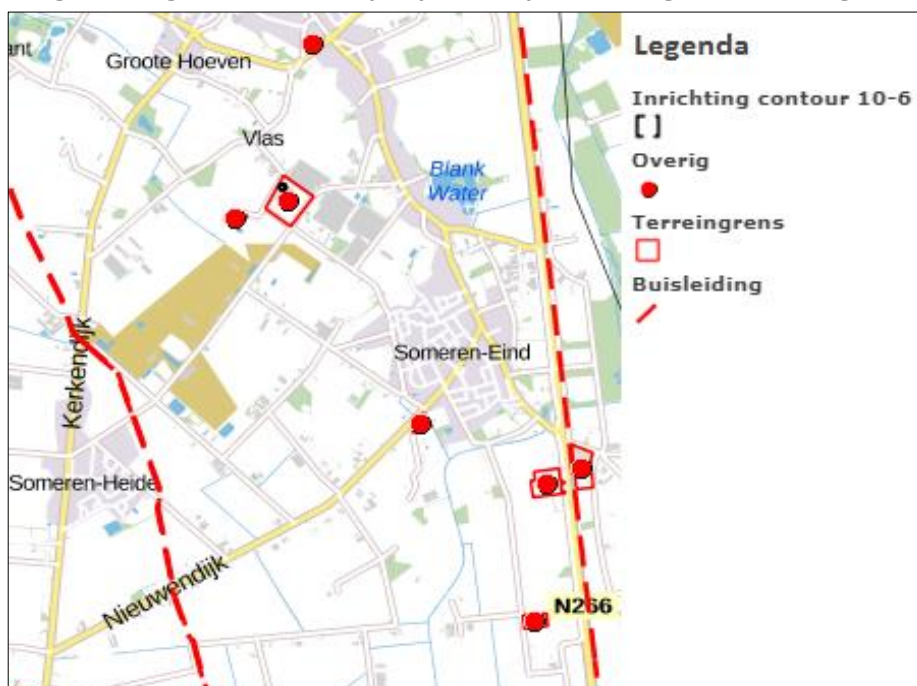 ant
Groote Hoeven
Vlas
Blank
Water
Kerkendijk
Someren-Eind
Someren-Heide
Nieuwendijk
N266
Legenda
Inrichting contour 10-6
[ ]
Overig
Terreingrens
Buisleiding